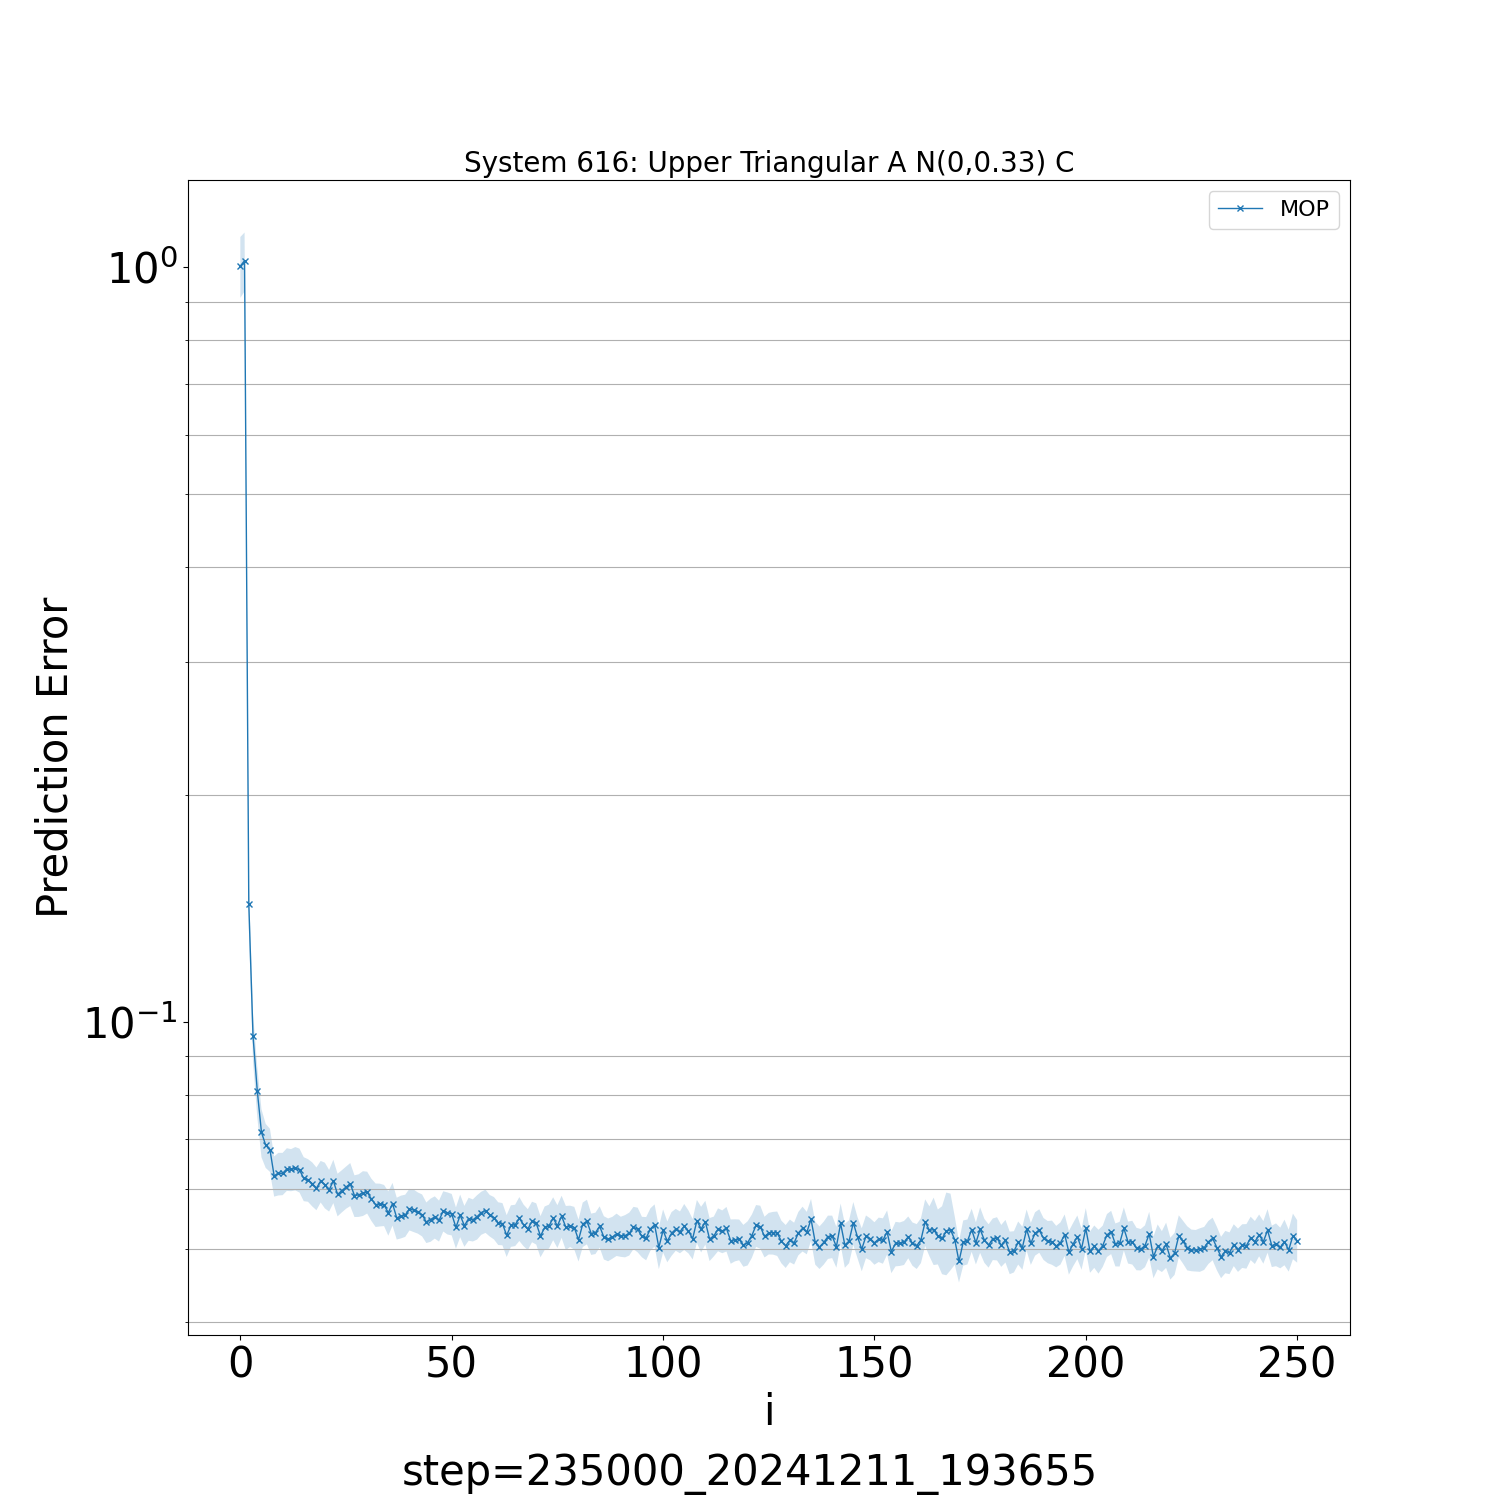 System 616: Upper Triangular A N(0,0.33) C
MOP
10⁰
10⁻¹
Prediction Error
0 50 100 150 200 250
i
step=235000_20241211_193655